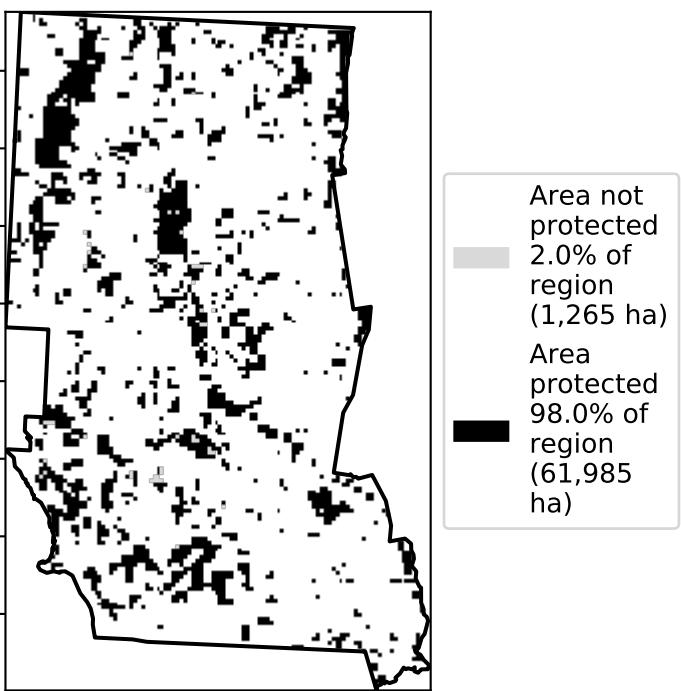 Area not
protected
2.0% of
region
(1,265 ha)
Area
protected
98.0% of
region
(61,985
ha)